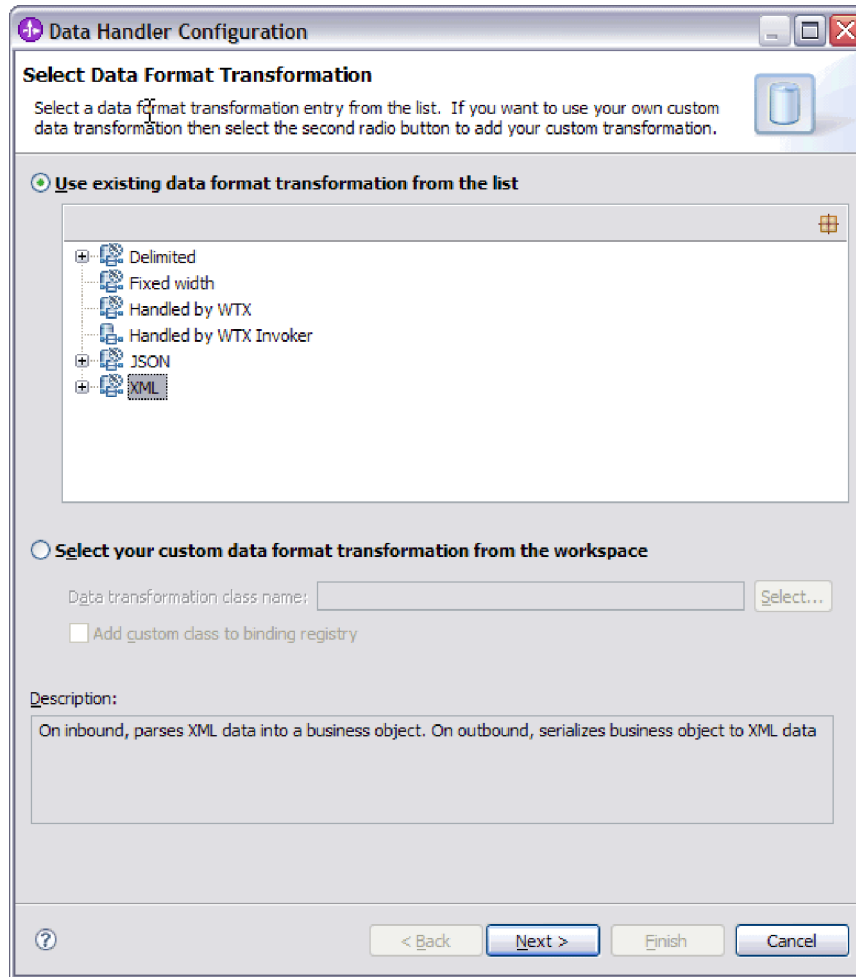 Data Handler Configuration
Select Data Format Transformation
Select a data format transformation entry from the list.  If you want to use your own custom
data transformation then select the second radio button to add your custom transformation.
Use existing data format transformation from the list
Delimited
Fixed width
Handled by WTX
Handled by WTX Invoker
JSON
XML
Select your custom data format transformation from the workspace
Data transformation class name:
Select...
Add custom class to binding registry
Description:
On inbound, parses XML data into a business object. On outbound, serializes business object to XML data
?
< Back
Next >
Finish
Cancel